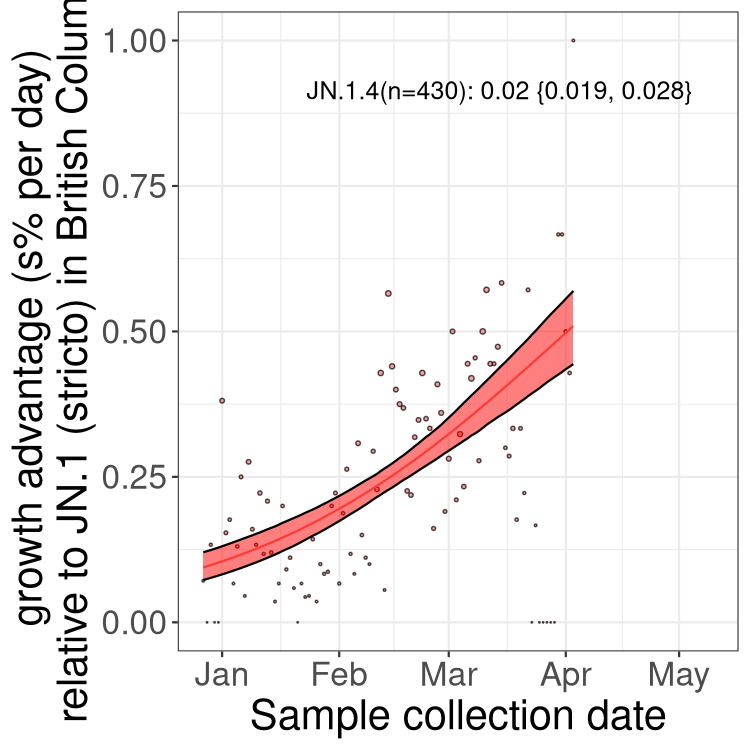 growth advantage (s% per day)
relative to JN.1 (stricto) in British Colum
1.00
0.75
0.50
0.25
0.00
JN.1.4(n=430): 0.02 {0.019, 0.028}
Jan Feb Mar Apr May
Sample collection date